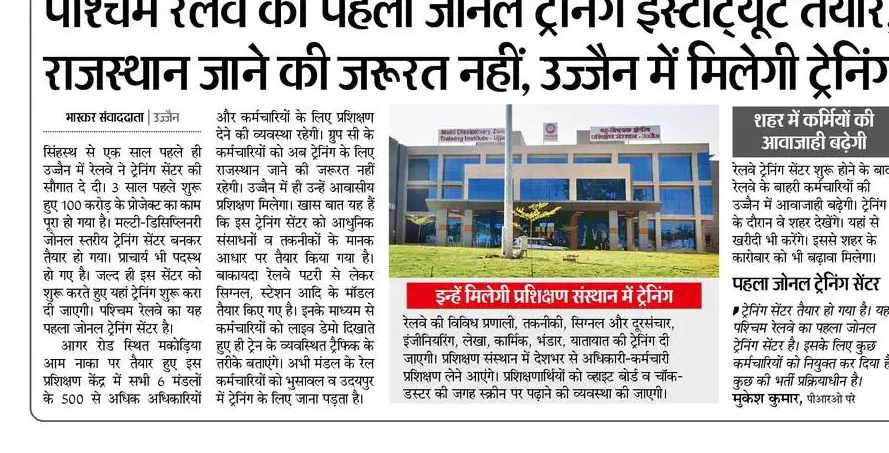 पश्चिम रेलवे का पहला जोनल ट्रेनिंग इंस्टीट्यूट तैयार,
राजस्थान जाने की जरूरत नहीं, उज्जैन में मिलेगी ट्रेनिंग
भास्कर संवाददाता | उज्जैन
सिंहस्थ से एक साल पहले ही
उज्जैन में रेलवे ने ट्रेनिंग सेंटर की
सौगात दे दी। 3 साल पहले शुरू
हुए 100 करोड़ के प्रोजेक्ट का काम
पूरा हो गया है। मल्टी-डिसिप्लिनरी
जोनल स्तरीय ट्रेनिंग सेंटर बनकर
तैयार हो गया। प्राचार्य भी पदस्थ
हो गए है। जल्द ही इस सेंटर को
शुरू करते हुए यहां ट्रेनिंग शुरू करा
दी जाएगी। पश्चिम रेलवे का यह
पहला जोनल ट्रेनिंग सेंटर है।
आगर रोड स्थित मकोड़िया
आम नाका पर तैयार हुए इस
प्रशिक्षण केंद्र में सभी 6 मंडलों
के 500 से अधिक अधिकारियों
और कर्मचारियों के लिए प्रशिक्षण
देने की व्यवस्था रहेगी। ग्रुप सी के
कर्मचारियों को अब ट्रेनिंग के लिए
राजस्थान जाने की जरूरत नहीं
रहेगी। उज्जैन में ही उन्हें आवासीय
प्रशिक्षण मिलेगा। खास बात यह हैं
कि इस ट्रेनिंग सेंटर को आधुनिक
संसाधनों व तकनीकों के मानक
आधार पर तैयार किया गया है।
बाकायदा रेलवे पटरी से लेकर
सिग्नल, स्टेशन आदि के मॉडल
तैयार किए गए है। इनके माध्यम से
कर्मचारियों को लाइव डेमो दिखाते
हुए ही ट्रेन के व्यवस्थित ट्रैफिक के
तरीके बताएंगे। अभी मंडल के रेल
कर्मचारियों को भुसावल व उदयपुर
में ट्रेनिंग के लिए जाना पड़ता है।
Multi Disciplinary Zonal
Training Institute - Ujjain
बहु-विषयक क्षेत्रीय
प्रशिक्षण संस्थान - उज्जैन
इन्हें मिलेगी प्रशिक्षण संस्थान में ट्रेनिंग
रेलवे की विविध प्रणाली, तकनीकी, सिग्नल और दूरसंचार,
इंजीनियरिंग, लेखा, कार्मिक, भंडार, यातायात की ट्रेनिंग दी
जाएगी। प्रशिक्षण संस्थान में देशभर से अधिकारी-कर्मचारी
प्रशिक्षण लेने आएंगे। प्रशिक्षणार्थियों को व्हाइट बोर्ड व चॉक-
डस्टर की जगह स्क्रीन पर पढ़ाने की व्यवस्था की जाएगी।
शहर में कर्मियों की
आवाजाही बढ़ेगी
रेलवे ट्रेनिंग सेंटर शुरू होने के बाद
रेलवे के बाहरी कर्मचारियों की
उज्जैन में आवाजाही बढ़ेगी। ट्रेनिंग
के दौरान वे शहर देखेंगे। यहां से
खरीदी भी करेंगे। इससे शहर के
कारोबार को भी बढ़ावा मिलेगा।
पहला जोनल ट्रेनिंग सेंटर
ट्रेनिंग सेंटर तैयार हो गया है। यह
पश्चिम रेलवे का पहला जोनल
ट्रेनिंग सेंटर है। इसके लिए कुछ
कर्मचारियों को नियुक्त कर दिया है
कुछ की भर्ती प्रक्रियाधीन है।
मुकेश कुमार, पीआरओ परे